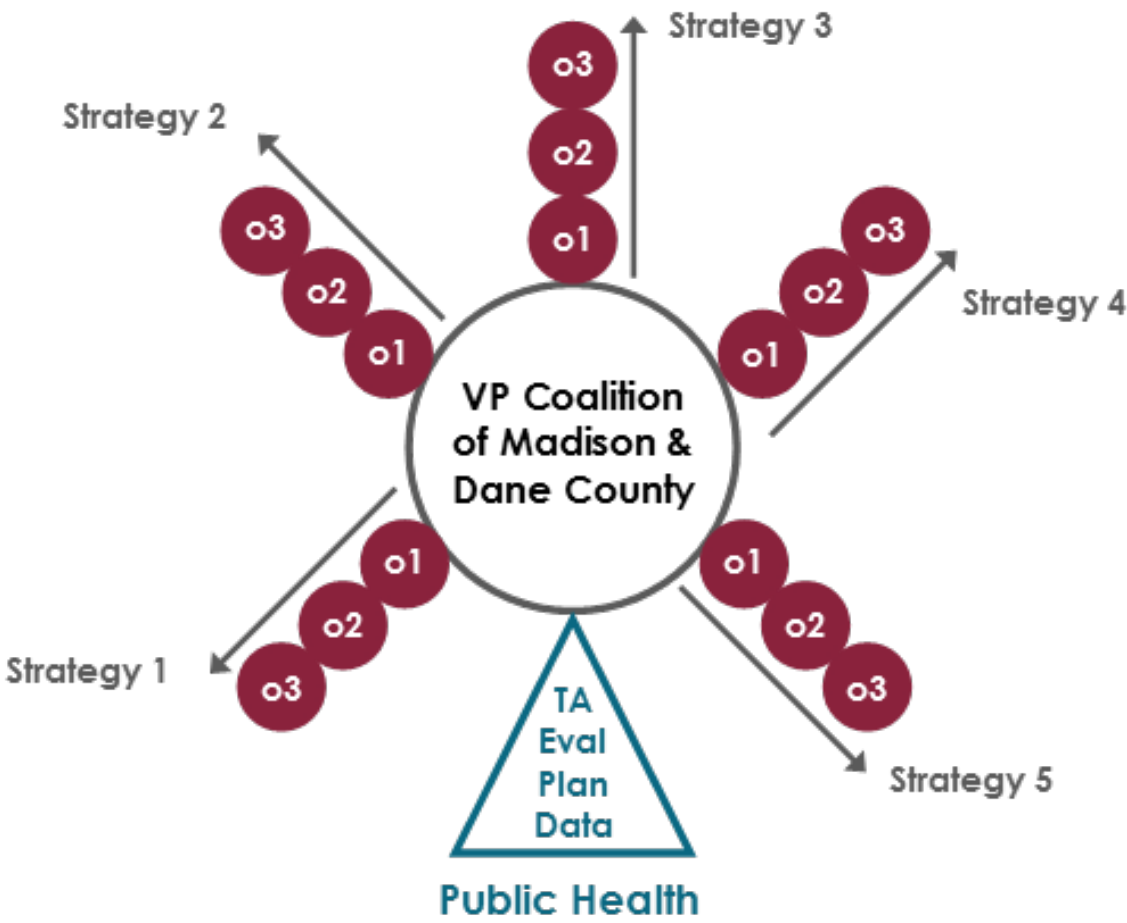 Strategy 3
o3
o2
o1
Strategy 2
o3
o2
o1
o3
o2
o1
Strategy 4
VP Coalition
of Madison &
Dane County
Strategy 1
o1
o2
o3
o1
o2
o3
Strategy 5
TA
Eval
Plan
Data
Public Health